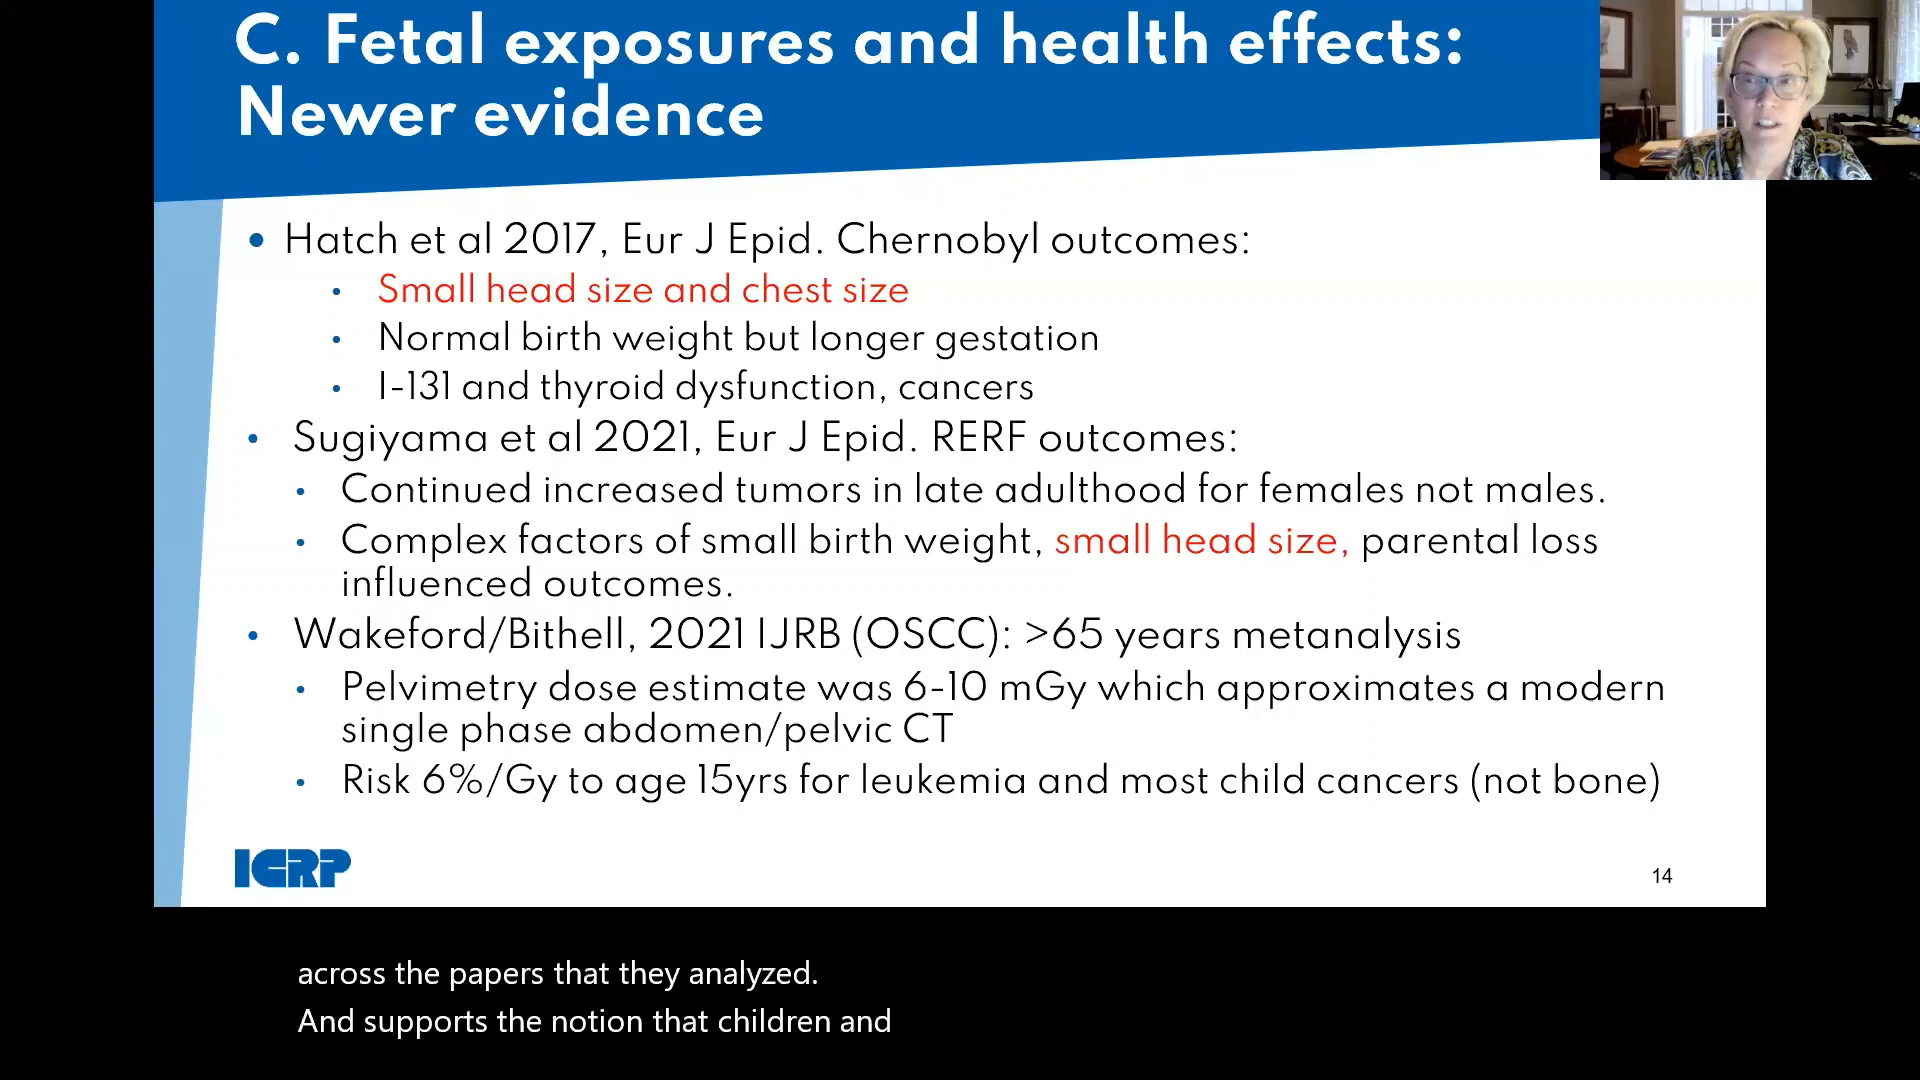 C. Fetal exposures and health effects:
Newer evidence
• Hatch et al 2017, Eur J Epid. Chernobyl outcomes:
• Small head size and chest size
• Normal birth weight but longer gestation
• I-131 and thyroid dysfunction, cancers
• Sugiyama et al 2021, Eur J Epid. RERF outcomes:
• Continued increased tumors in late adulthood for females not males.
• Complex factors of small birth weight, small head size, parental loss
influenced outcomes.
• Wakeford/Bithell, 2021 IJRB (OSCC): >65 years metanalysis
• Pelvimetry dose estimate was 6-10 mGy which approximates a modern
single phase abdomen/pelvic CT
• Risk 6%/Gy to age 15yrs for leukemia and most child cancers (not bone)
ICRP
14
across the papers that they analyzed.
And supports the notion that children and